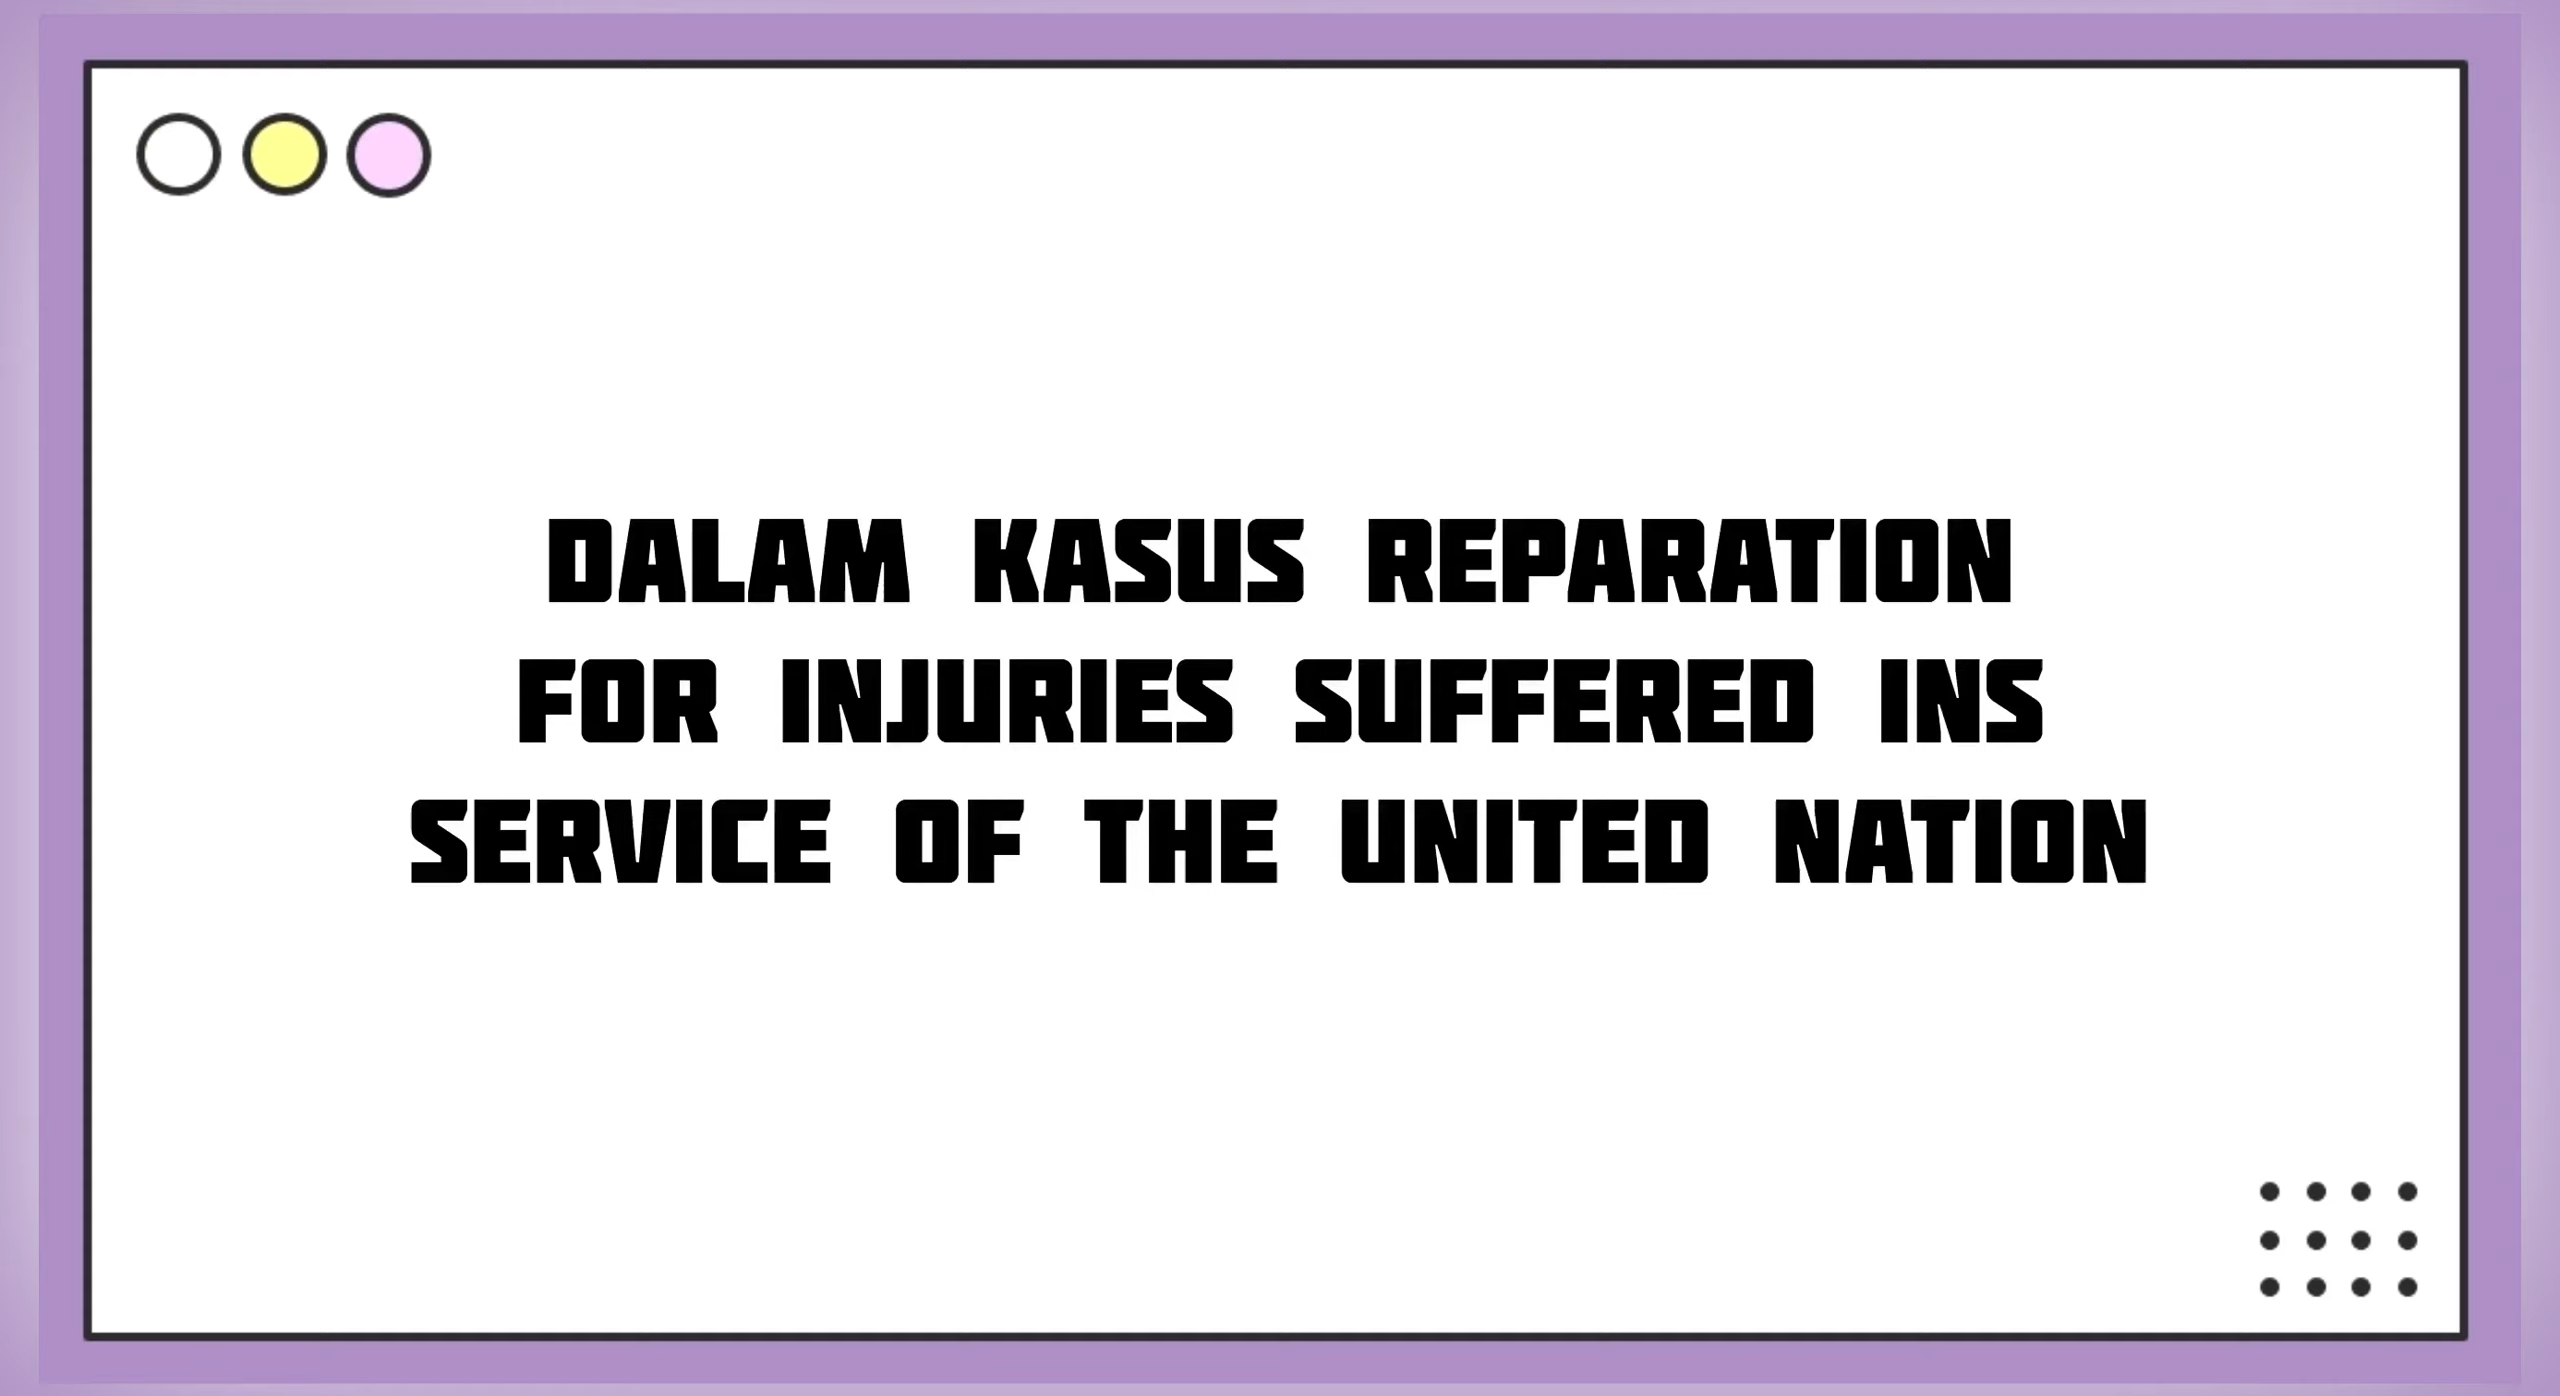 DALAM KASUS REPARATION
FOR INJURIES SUFFERED INS
SERVICE OF THE UNITED NATION